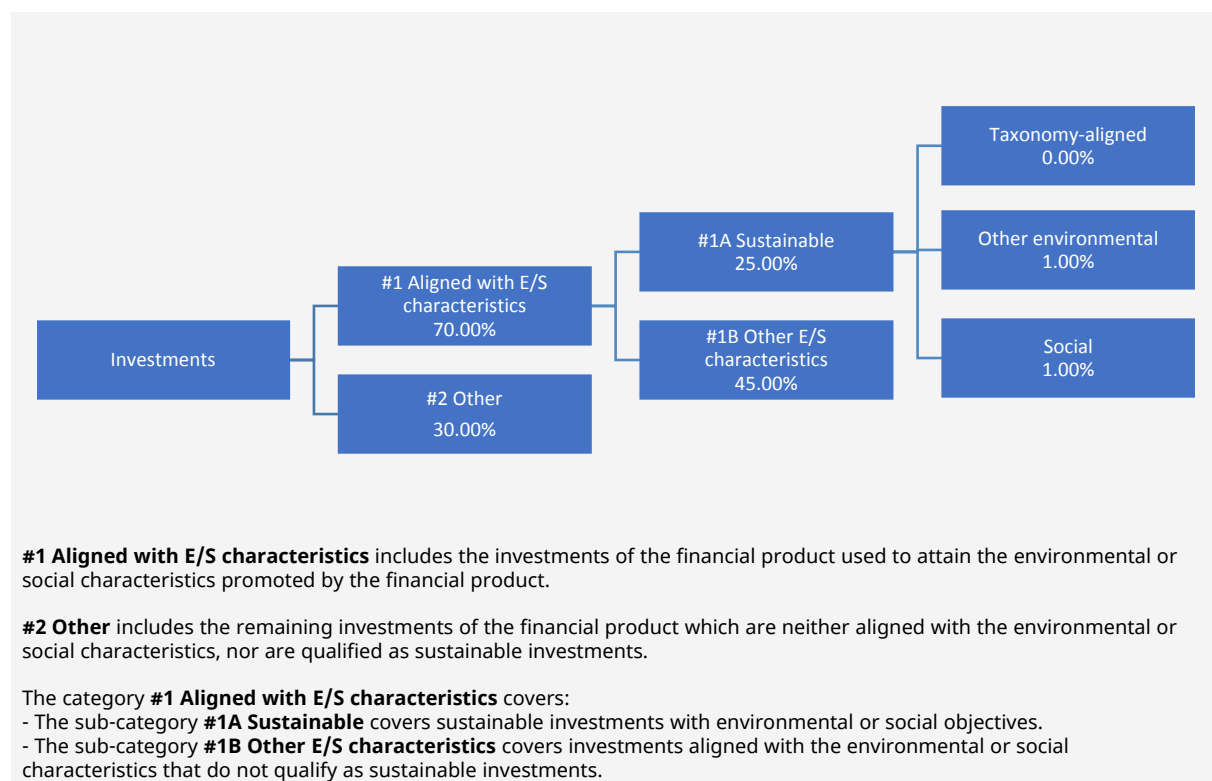 Investments
#1 Aligned with E/S
characteristics
70.00%
#2 Other
30.00%
#1A Sustainable
25.00%
#1B Other E/S
characteristics
45.00%
Taxonomy-aligned
0.00%
Other environmental
1.00%
Social
1.00%
#1 Aligned with E/S characteristics includes the investments of the financial product used to attain the environmental or
social characteristics promoted by the financial product.
#2 Other includes the remaining investments of the financial product which are neither aligned with the environmental or
social characteristics, nor are qualified as sustainable investments.
The category #1 Aligned with E/S characteristics covers:
- The sub-category #1A Sustainable covers sustainable investments with environmental or social objectives.
- The sub-category #1B Other E/S characteristics covers investments aligned with the environmental or social
characteristics that do not qualify as sustainable investments.